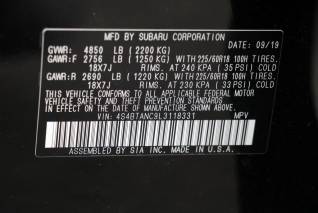 MFD BY SUBARU CORPORATION
GVWR: 4850 LB (2200 KG) 09/19
GAWR:F 2756 LB (1250 KG) WITH 225/60R18 100H TIRES.
18X7J RIMS. AT 240 KPA (35 PSI) COLD
GAWR:R 2690 LB (1220 KG) WITH 225/60R18 100H TIRES.
18X7J RIMS. AT 230 KPA (33 PSI) COLD
THIS VEHICLE CONFORMS TO ALL APPLICABLE
FEDERAL MOTOR VEHICLE SAFETY STANDARDS
IN EFFECT ON THE DATE OF MANUFACTURE SHOWN ABOVE.
VIN: 4S4BTANC9L3118331 MPV
ASSEMBLED BY SIA INC. MADE IN U.S.A.